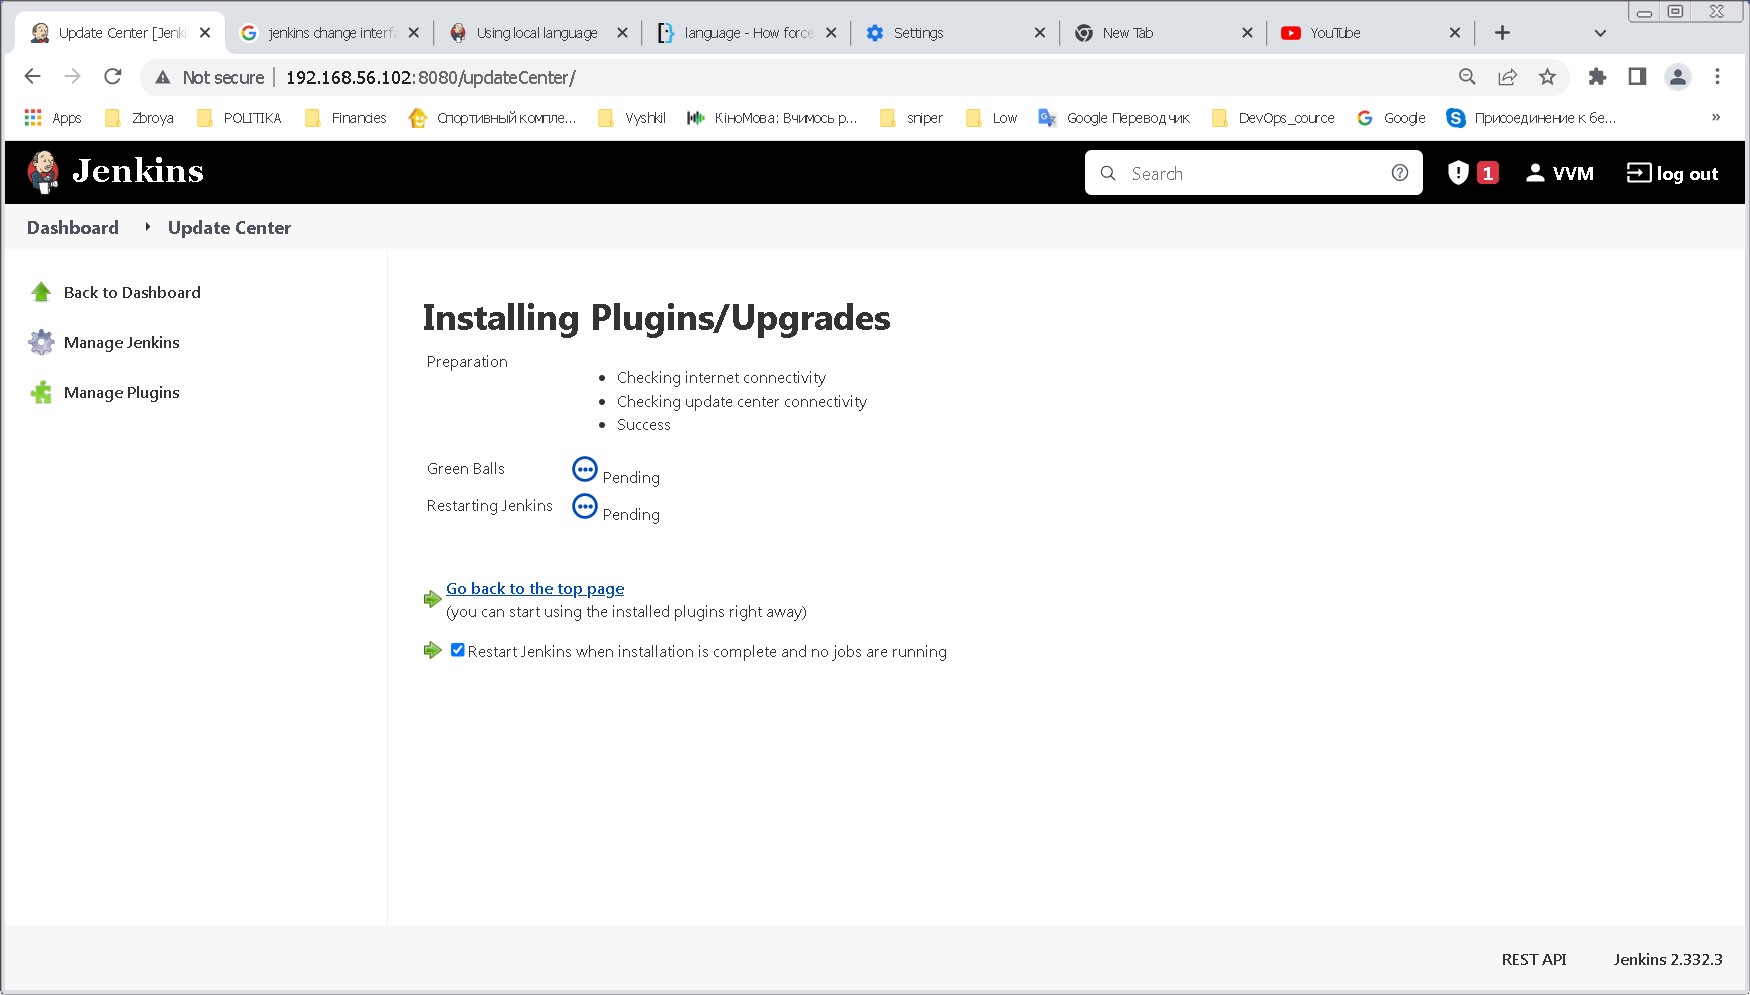 Update Center [Jenki
jenkins change interfa
Using local language
language - How force
Settings
New Tab
YouTube
Not secure
192.168.56.102:8080/updateCenter/
Apps
Zbroya
POLITIKA
Financies
Спортивный компле...
Vyshkil
КіноМова: Вчимось р...
sniper
Low
Google Переводчик
DevOps_cource
Google
Присоединение к бе...
»
Jenkins
Search
1
VVM
log out
Dashboard
Update Center
Back to Dashboard
Manage Jenkins
Manage Plugins
Installing Plugins/Upgrades
Preparation
• Checking internet connectivity
• Checking update center connectivity
• Success
Green Balls
Pending
Restarting Jenkins
Pending
Go back to the top page
(you can start using the installed plugins right away)
Restart Jenkins when installation is complete and no jobs are running
REST API
Jenkins 2.332.3